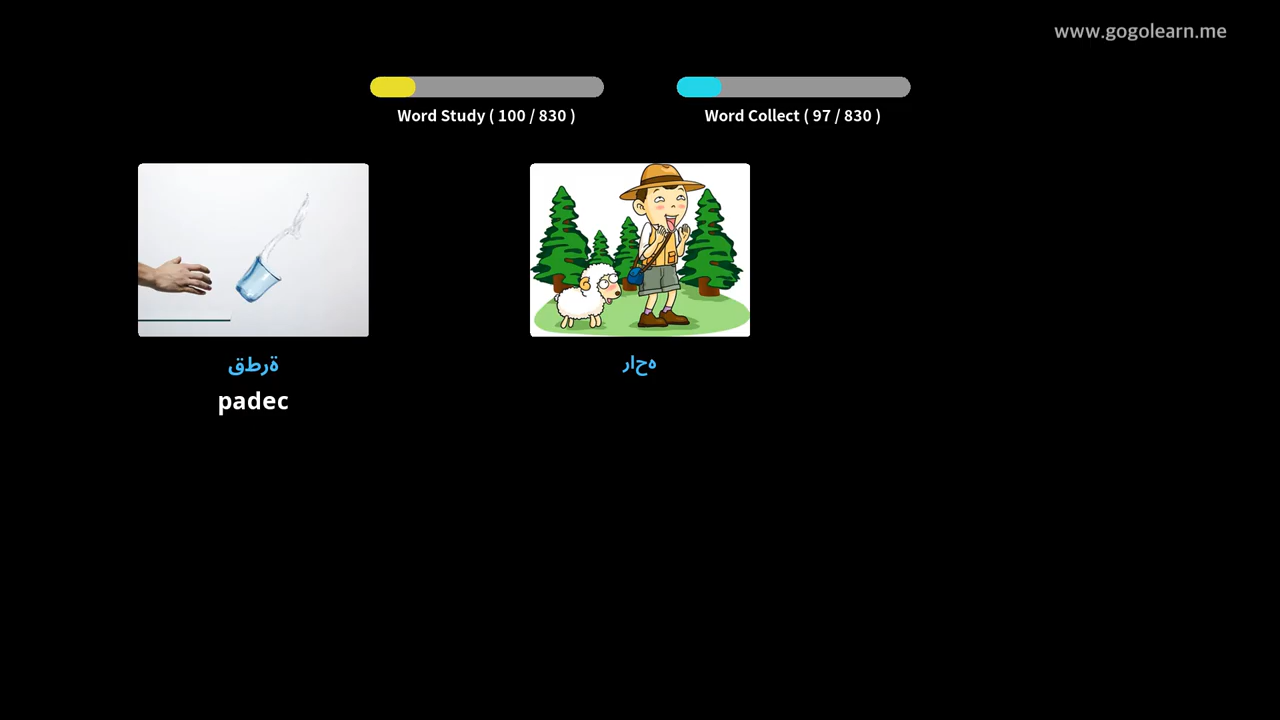 www.gogolearn.me
Word Study ( 100 / 830 )
Word Collect ( 97 / 830 )
ةرطق
هحار
padec